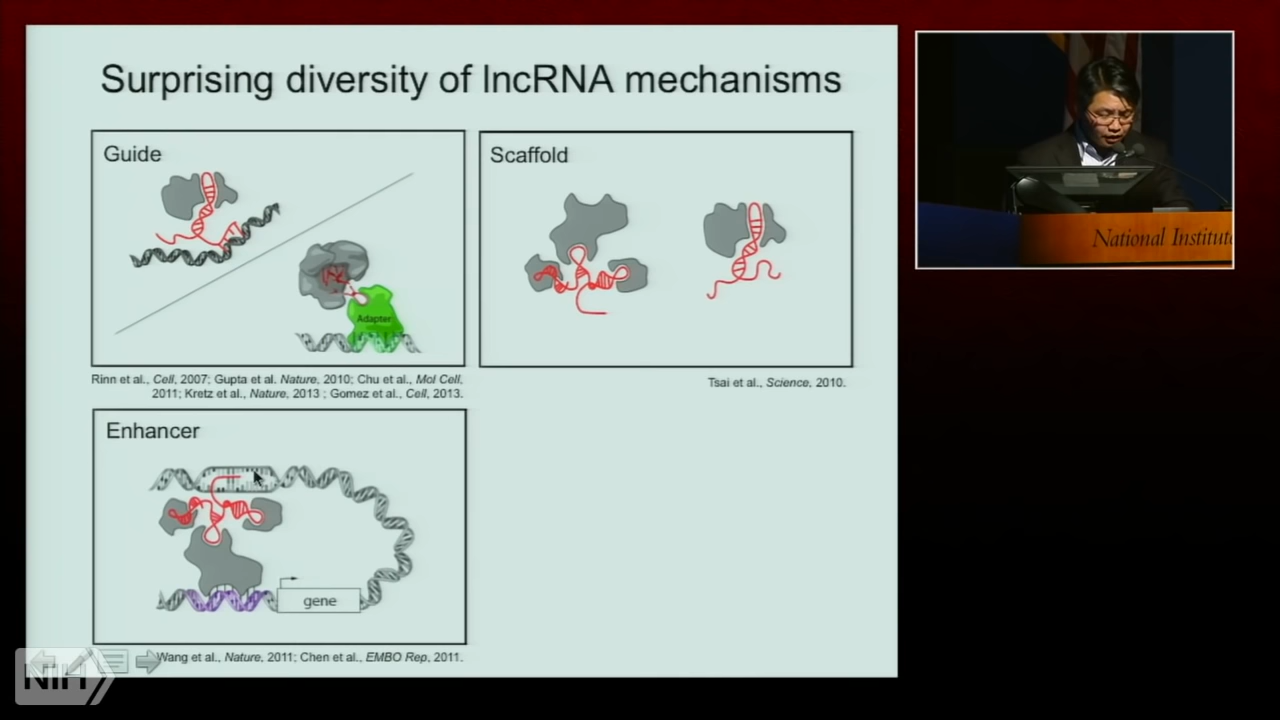 Surprising diversity of lncRNA mechanisms
Guide
Adapter
Rinn et al., Cell, 2007; Gupta et al. Nature, 2010; Chu et al., Mol Cell,
2011; Kretz et al., Nature, 2013 ; Gomez et al., Cell, 2013.
Scaffold
Tsai et al., Science, 2010.
Enhancer
gene
Wang et al., Nature, 2011; Chen et al., EMBO Rep, 2011.
National Institute
NIH